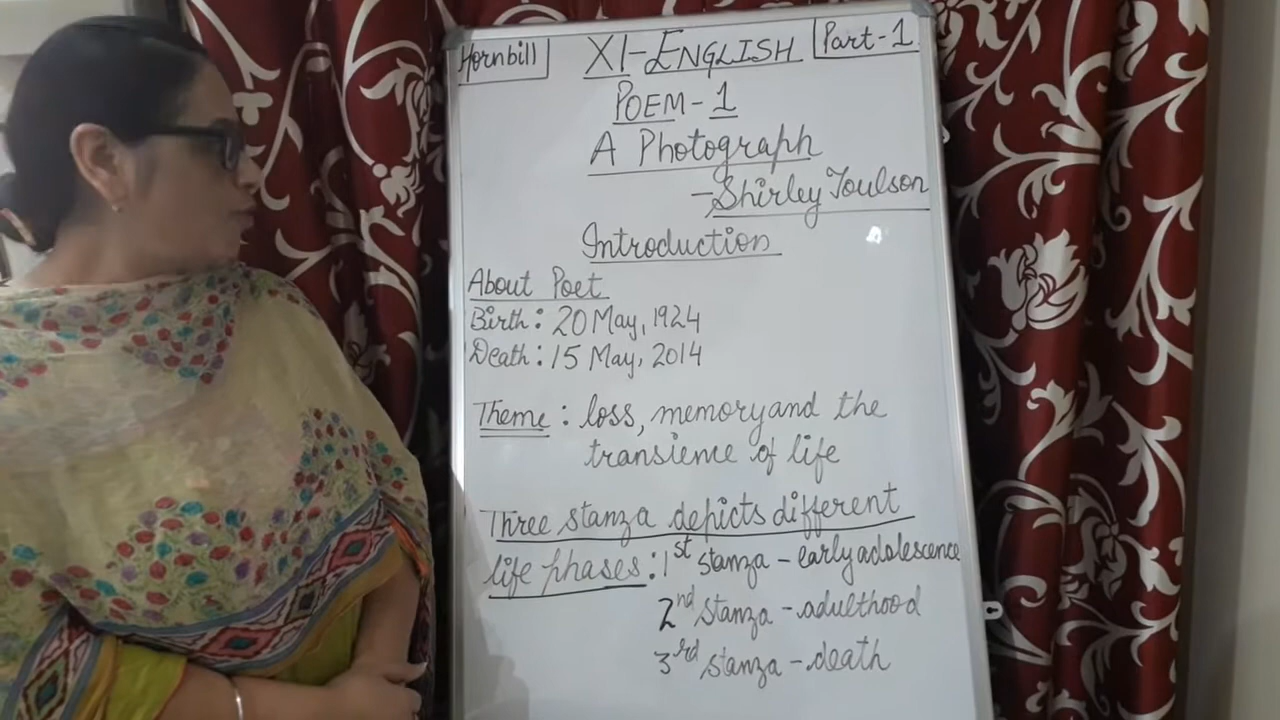 Hornbill XI-ENGLISH Part-1
POEM-1
A Photograph
-Shirley Toulson
Introduction
About Poet
Birth: 20 May, 1924
Death: 15 May, 2014
Theme: loss, memory and the
transience of life
Three stanza depicts different
life phases: 1st stanza - early adolescence
2nd stanza - adulthood
3rd stanza - death